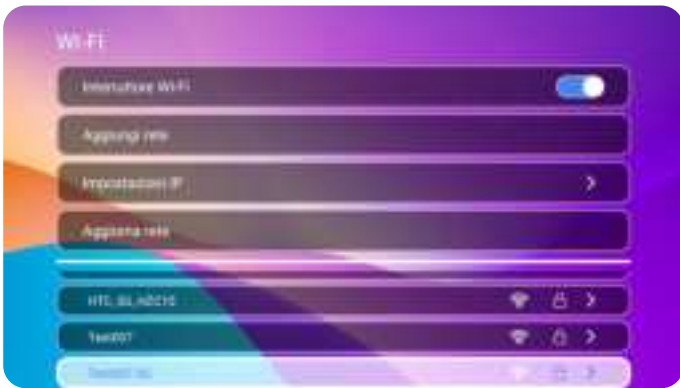 Wi-Fi
Interruttore Wi-Fi
Aggiungi rete
Impostazioni IP
Aggiorna rete
Test007